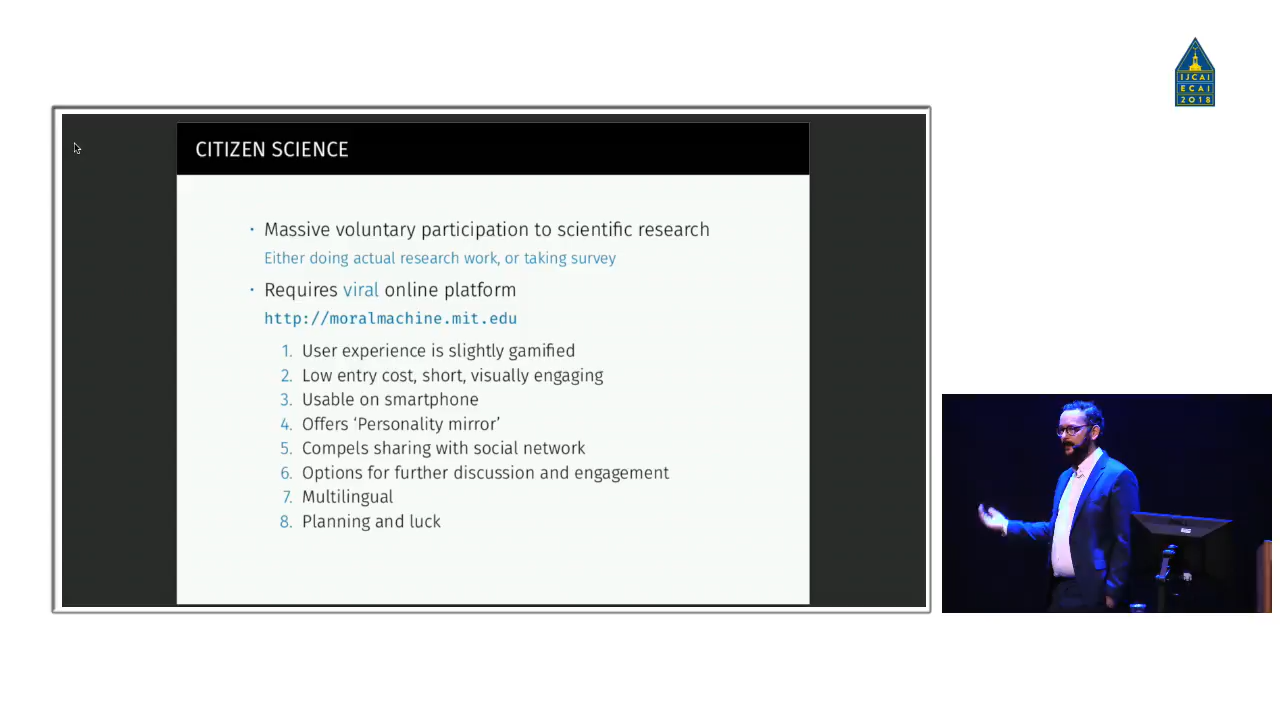 IJCAI
ECAI
2018
CITIZEN SCIENCE
· Massive voluntary participation to scientific research
Either doing actual research work, or taking survey
· Requires viral online platform
http://moralmachine.mit.edu
1. User experience is slightly gamified
2. Low entry cost, short, visually engaging
3. Usable on smartphone
4. Offers ‘Personality mirror’
5. Compels sharing with social network
6. Options for further discussion and engagement
7. Multilingual
8. Planning and luck